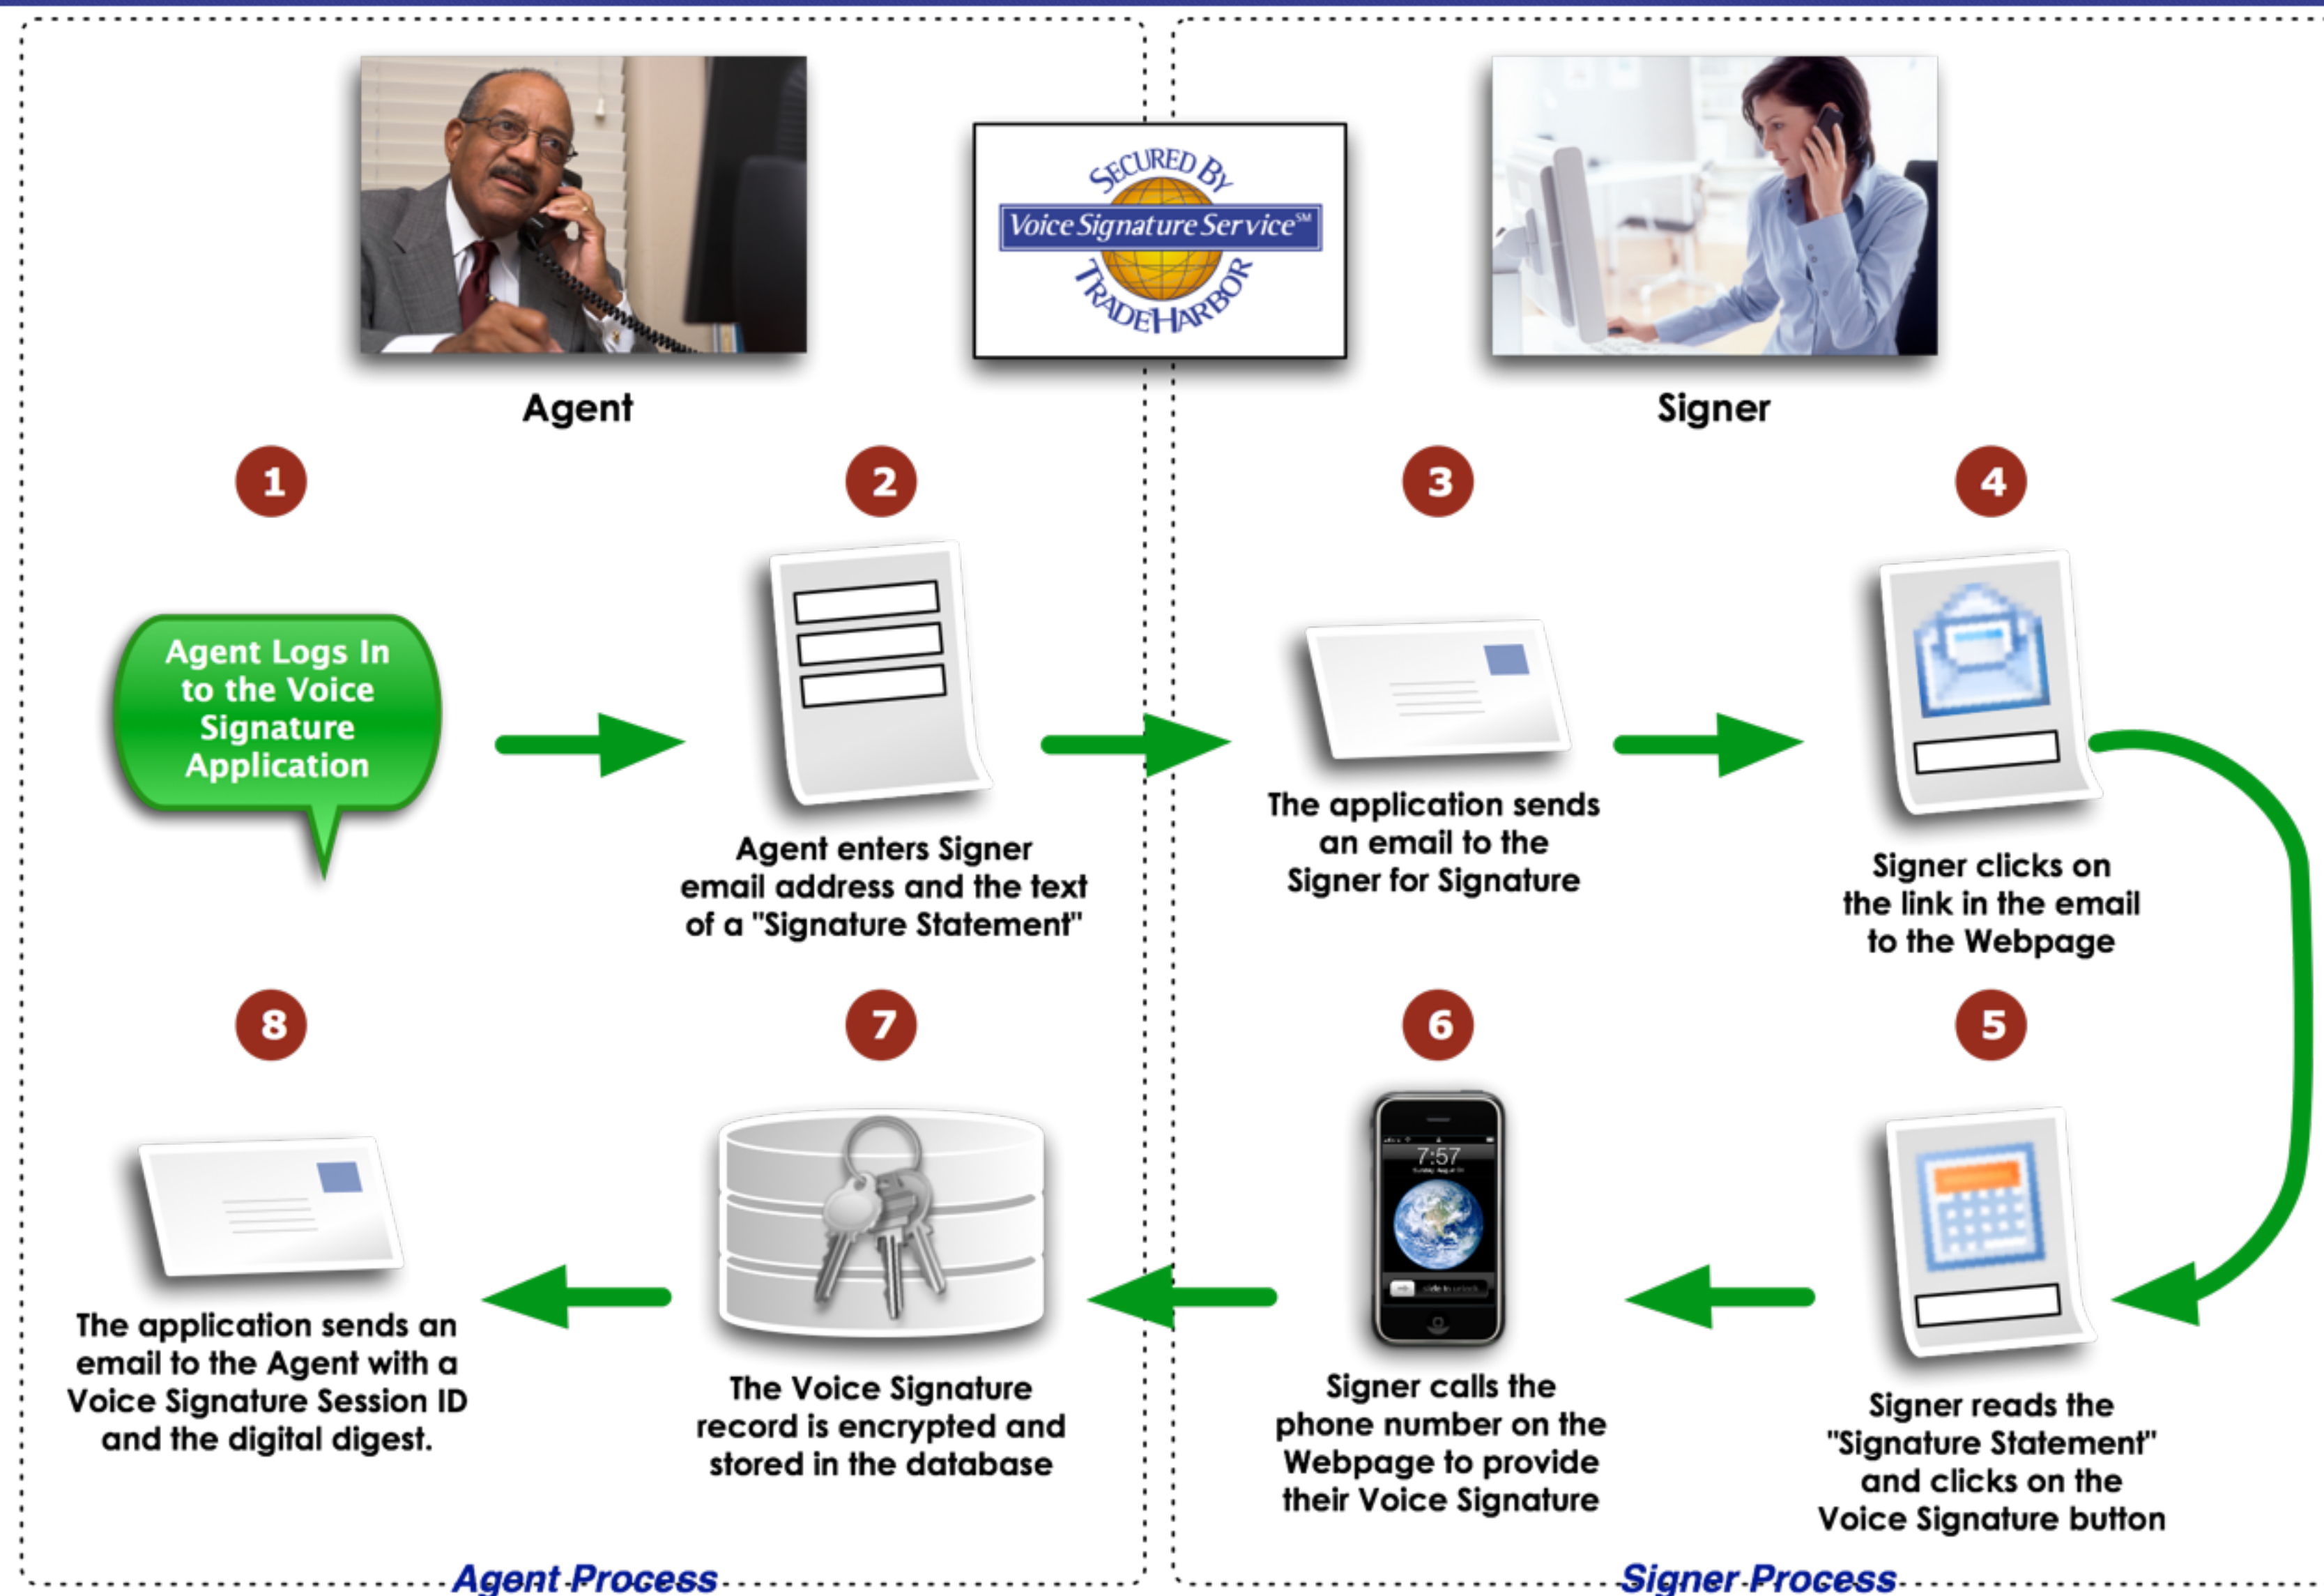 SECURED BY
Voice Signature Service℠
TRADEHARBOR
Agent
Signer
1
2
3
4
Agent Logs In
to the Voice
Signature
Application
Agent enters Signer
email address and the text
of a "Signature Statement"
The application sends
an email to the
Signer for Signature
Signer clicks on
the link in the email
to the Webpage
8
7
6
5
7:57
slide to unlock
The application sends an
email to the Agent with a
Voice Signature Session ID
and the digital digest.
The Voice Signature
record is encrypted and
stored in the database
Signer calls the
phone number on the
Webpage to provide
their Voice Signature
Signer reads the
"Signature Statement"
and clicks on the
Voice Signature button
Agent Process
Signer Process